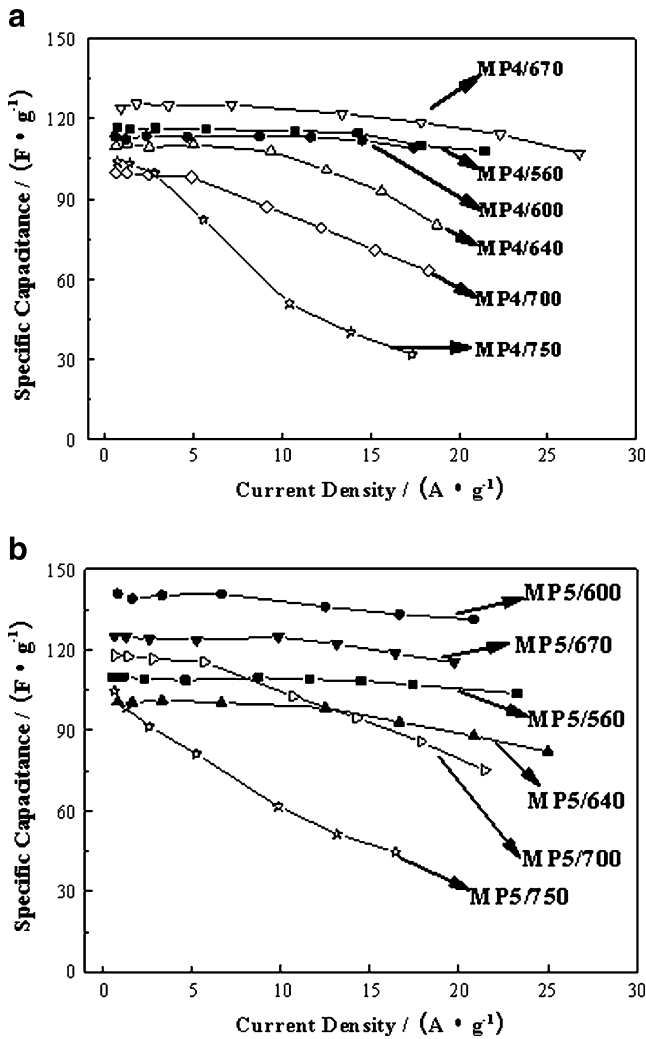 a
150
120
90
60
30
0
Specific Capacitance / (F • g-1)
MP4/670
MP4/560
MP4/600
MP4/640
MP4/700
MP4/750
0 5 10 15 20 25 30
Current Density / (A • g-1)
b
150
120
90
60
30
0
Specific Capacitance / (F • g-1)
MP5/600
MP5/670
MP5/560
MP5/640
MP5/700
MP5/750
0 5 10 15 20 25 30
Current Density / (A • g-1)